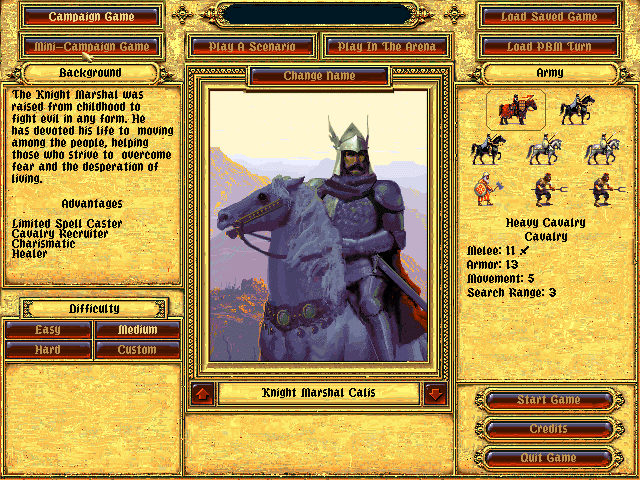 Campaign Game
Load Saved Game
Mini-Campaign Game
Play A Scenario
Play In The Arena
Load PBM Turn
Background
Change Name
Army
The Knight Marshal was
raised from childhood to
fight evil in any form. He
has devoted his life to moving
among the people, helping
those who strive to overcome
fear and the desperation of
living.
Advantages
Limited Spell Caster
Cavalry Recruiter
Charismatic
Healer
Heavy Cavalry
Cavalry
Melee: 11
Armor: 13
Movement: 5
Search Range: 3
Difficulty
Easy
Medium
Hard
Custom
Knight Marshal Calis
Start Game
Credits
Quit Game